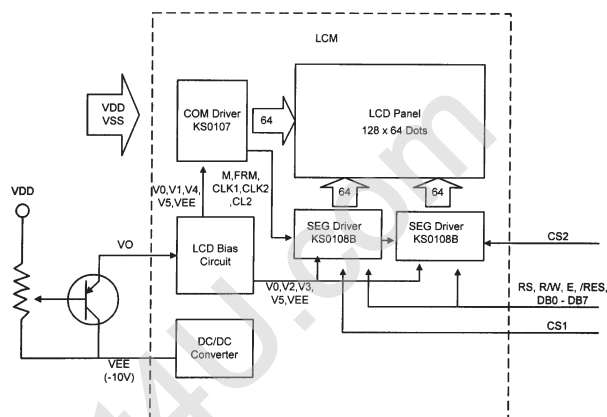 LCM
VDD
VSS
COM Driver
KS0107
64
LCD Panel
128 x 64 Dots
VDD
V0,V1,V4,
V5,VEE
M,FRM,
CLK1,CLK2
,CL2
64
64
VO
LCD Bias
Circuit
SEG Driver
KS0108B
SEG Driver
KS0108B
CS2
V0,V2,V3,
V5,VEE
RS, R/W, E, /RES,
DB0 - DB7
CS1
VEE
(-10V)
DC/DC
Converter
t4U.com